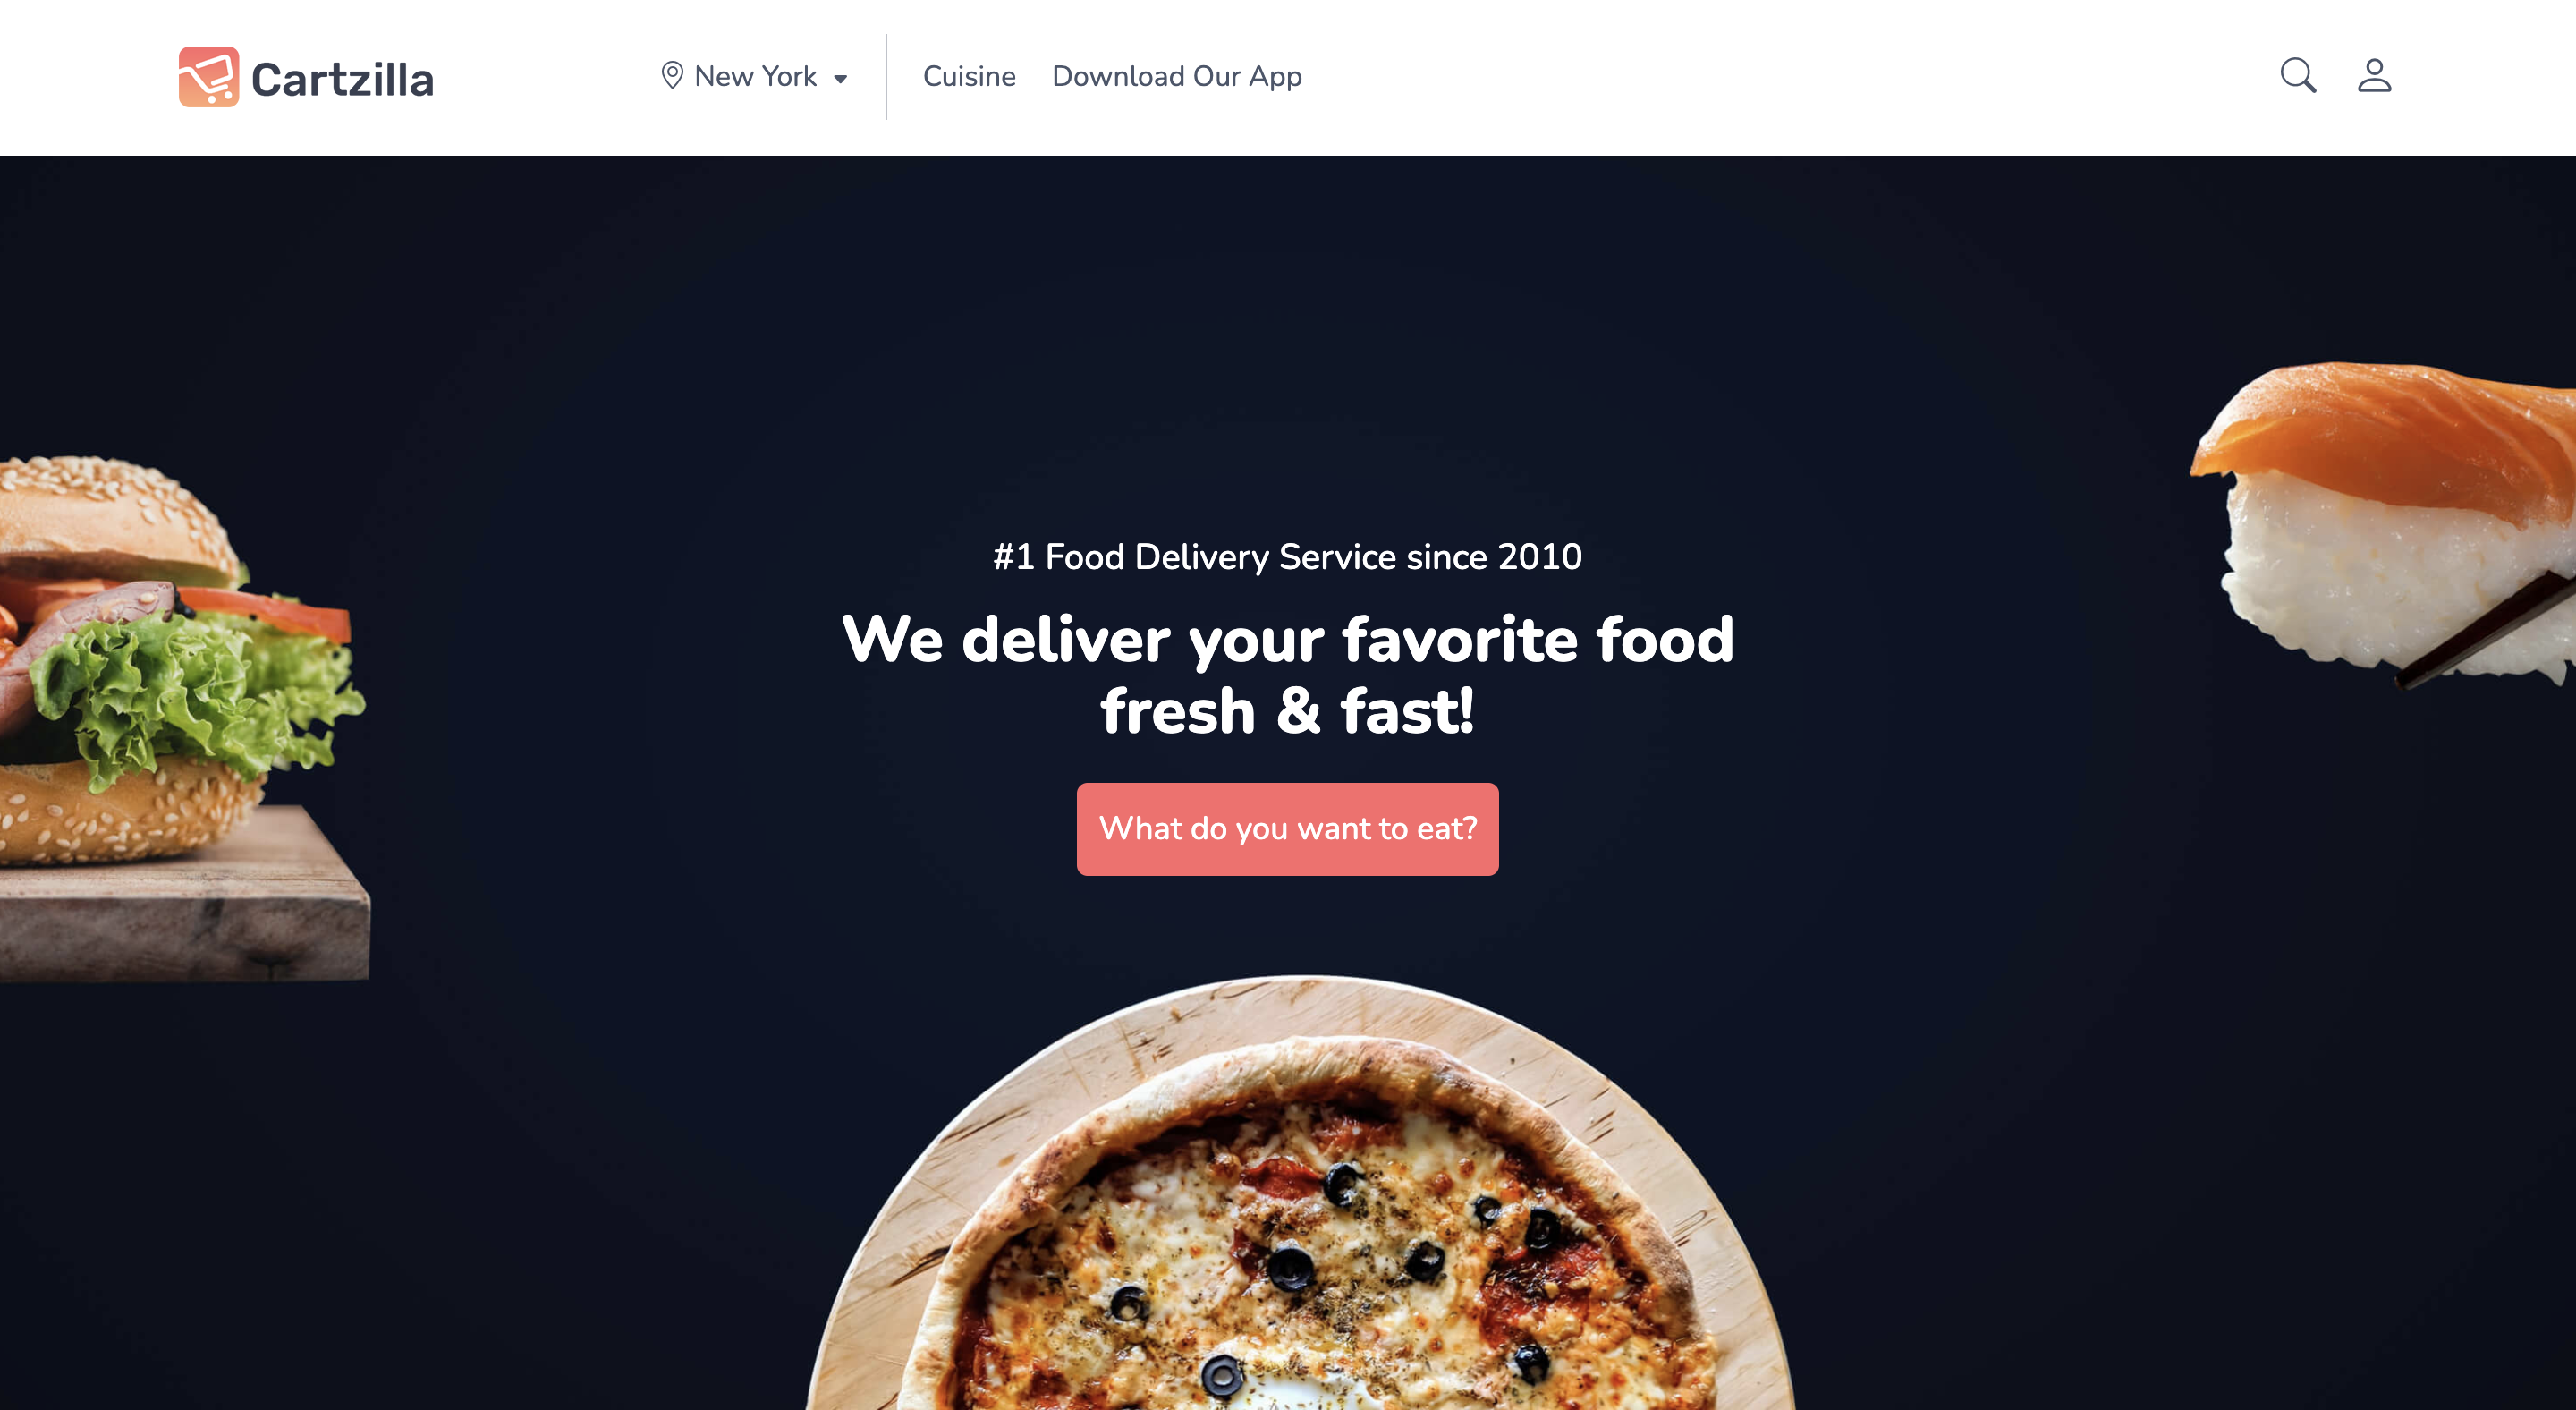 Cartzilla
New York
Cuisine
Download Our App
#1 Food Delivery Service since 2010
We deliver your favorite food
fresh & fast!
What do you want to eat?